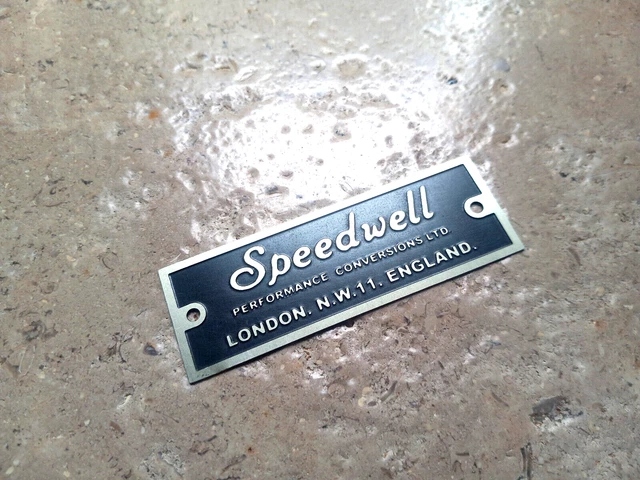 Speedwell
PERFORMANCE CONVERSIONS LTD.
LONDON. N.W.11. ENGLAND.